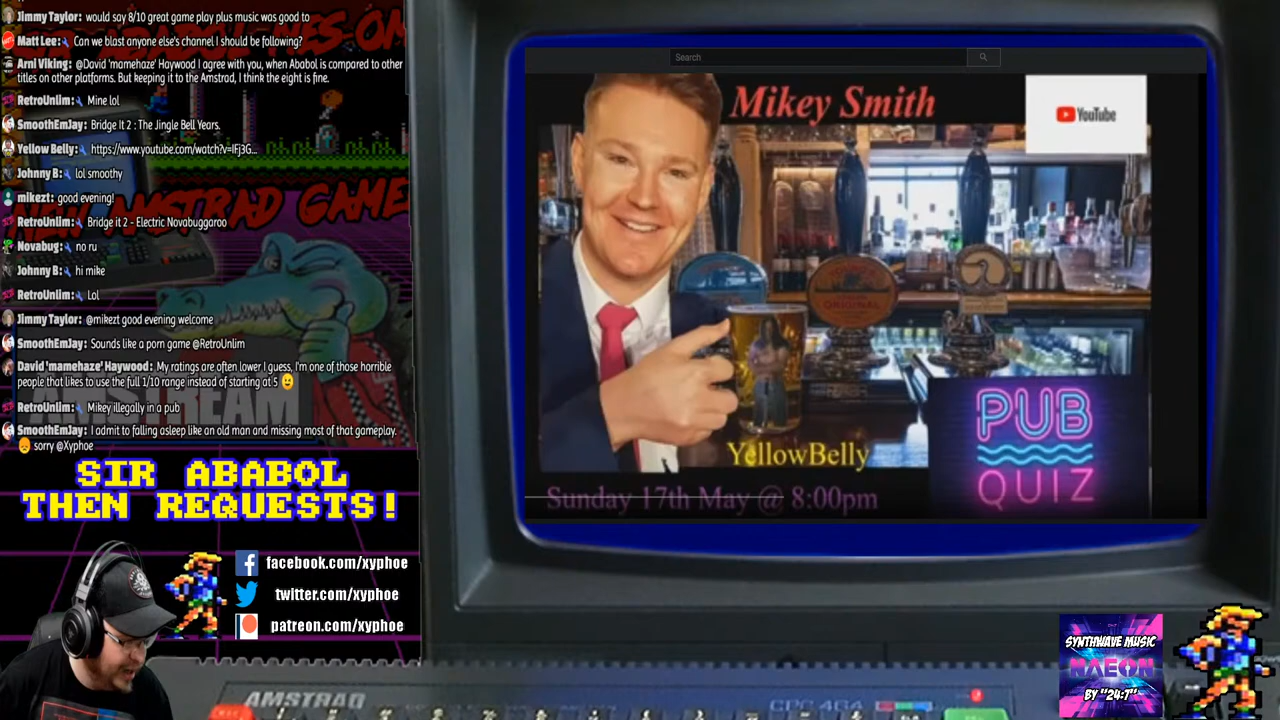 Jimmy Taylor: would say 8/10 great game play plus music was good to
Matt Lee: Can we blast anyone else's channel I should be following?
Arni Viking: @David 'mamehaze' Haywood I agree with you, when Ababol is compared to other
titles on other platforms. But keeping it to the Amstrad, I think the eight is fine.
RetroUnlim: Mine lol
SmoothEmJay: Bridge It 2 : The Jingle Bell Years.
Yellow Belly: https://www.youtube.com/watch?v=IFj3G...
Johnny B: lol smoothy
mikezt: good evening!
RetroUnlim: Bridge it 2 - Electric Novabuggaroo
Novabug: no ru
Johnny B: hi mike
RetroUnlim: Lol
Jimmy Taylor: @mikezt good evening welcome
SmoothEmJay: Sounds like a porn game @RetroUnlim
David 'mamehaze' Haywood: My ratings are often lower I guess, I'm one of those horrible
people that likes to use the full 1/10 range instead of starting at 5
RetroUnlim: Mikey illegally in a pub
SmoothEmJay: I admit to falling asleep like an old man and missing most of that gameplay.
sorry @Xyphoe
SIR ABABOL
THEN REQUESTS!
facebook.com/xyphoe
twitter.com/xyphoe
patreon.com/xyphoe
Search
Mikey Smith
YouTube
ORIGINAL
YellowBelly
PUB
QUIZ
Sunday 17th May @ 8:00pm
SYNTHWAVE MUSIC
HAEON
BY "24:7"
AMSTRAD
CPC 464